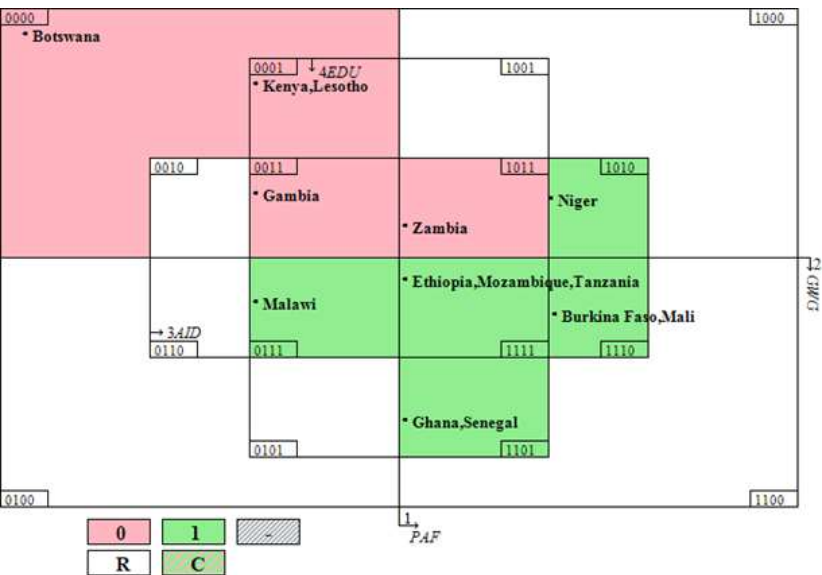 0000
1000
Botswana
0001
4EDU
1001
Kenya,Lesotho
0010
0011
1011
1010
Gambia
Niger
Zambia
2
GWG
Ethiopia,Mozambique,Tanzania
Malawi
Burkina Faso,Mali
3AID
0110
0111
1111
1110
Ghana,Senegal
0101
1101
0100
1100
1
PAF
0
1
-
R
C